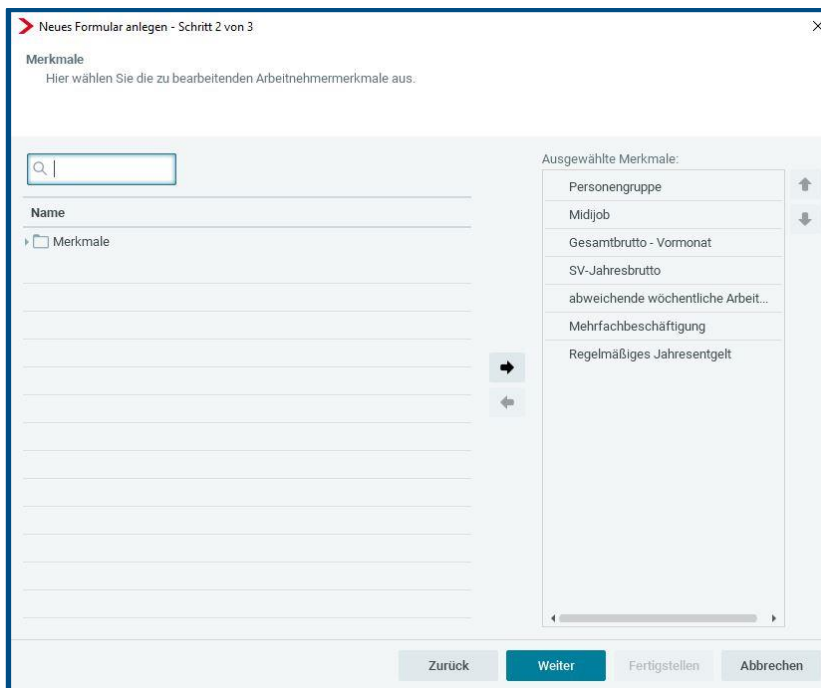 Neues Formular anlegen - Schritt 2 von 3
Merkmale
Hier wählen Sie die zu bearbeitenden Arbeitnehmermerkmale aus.
Ausgewählte Merkmale:
Name
Merkmale
Personengruppe
Midijob
Gesamtbrutto - Vormonat
SV-Jahresbrutto
abweichende wöchentliche Arbeit...
Mehrfachbeschäftigung
Regelmäßiges Jahresentgelt
Zurück
Weiter
Fertigstellen
Abbrechen